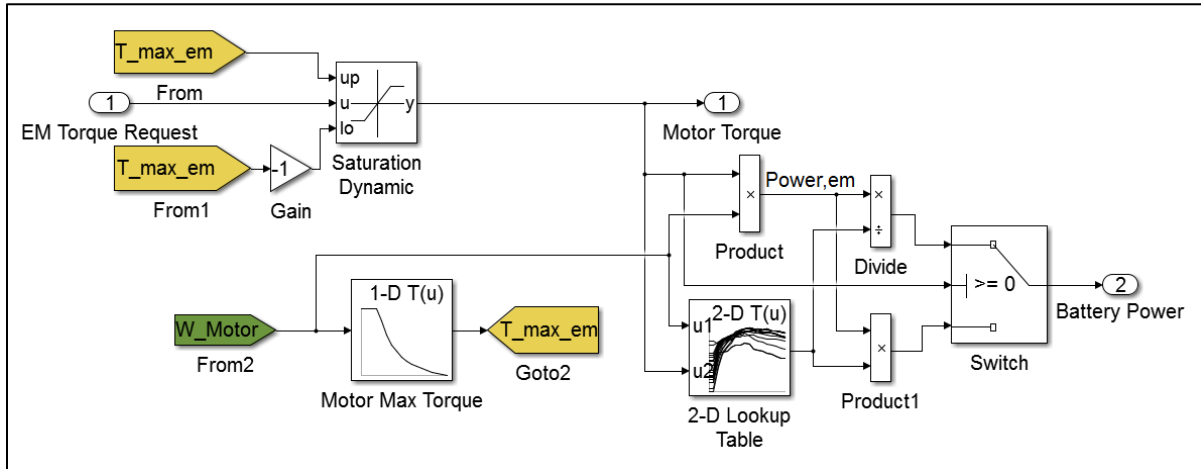 T_max_em
From
1
EM Torque Request
T_max_em
From1
-1
Gain
up
u
lo
y
Saturation
Dynamic
1
Motor Torque
×
Product
Power,em
×
÷
Divide
>= 0
Switch
2
Battery Power
W_Motor
From2
1-D T(u)
Motor Max Torque
T_max_em
Goto2
2-D T(u)
u1
u2
2-D Lookup
Table
×
Product1